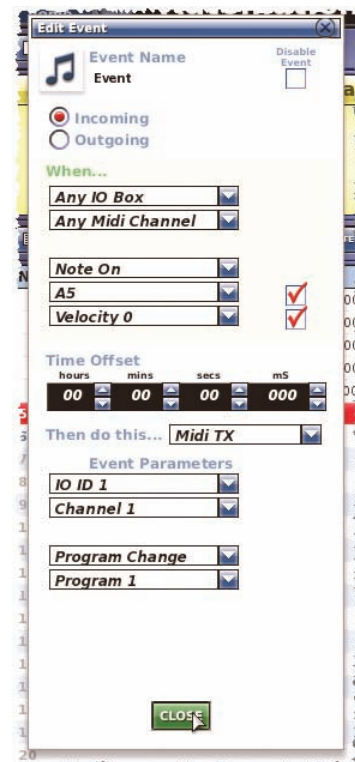 Edit Event
Event Name
Disable
Event
Event
Incoming
Outgoing
When...
Any IO Box
Any Midi Channel
Note On
A5
Velocity 0
Time Offset
hours mins secs mS
00 00 00 000
Then do this... Midi TX
Event Parameters
IO ID 1
Channel 1
Program Change
Program 1
CLOSE
20